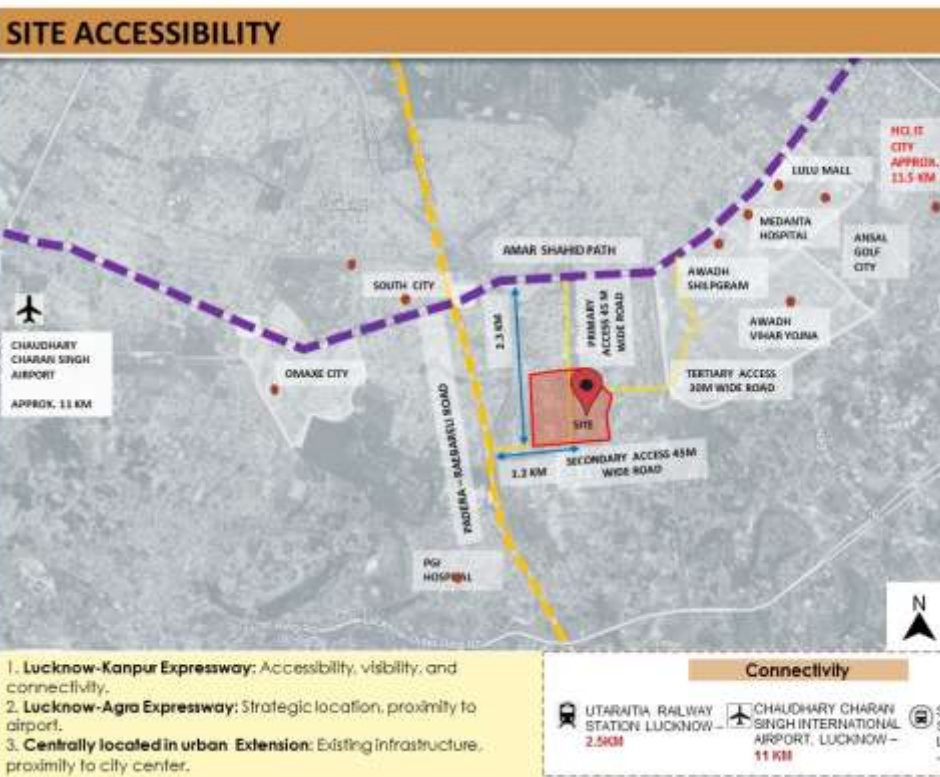 SITE ACCESSIBILITY
HCL IT
CITY
APPROX.
11.5 KM
LULU MALL
MEDANTA
HOSPITAL
ANSAL
GOLF
CITY
AMAR SHAHID PATH
AWADH
SHILPGRAM
SOUTH CITY
2.3 KM
PRIMARY
ACCESS 45 M
WIDE ROAD
AWADH
VIHAR YOJNA
CHAUDHARY
CHARAN SINGH
AIRPORT
APPROX. 11 KM
OMAXE CITY
TERTIARY ACCESS
30M WIDE ROAD
SITE
SECONDARY ACCESS 45M
WIDE ROAD
1.2 KM
RAEBARELI ROAD
PGI
HOSPITAL
N
1. Lucknow-Kanpur Expressway: Accessibility, visibility, and
connectivity.
2. Lucknow-Agra Expressway: Strategic location, proximity to
airport.
3. Centrally located in urban Extension: Existing infrastructure,
proximity to city center.
Connectivity
UTARAITIA RAILWAY
STATION LUCKNOW –
2.5KM
CHAUDHARY CHARAN
SINGH INTERNATIONAL
AIRPORT, LUCKNOW –
11 KM